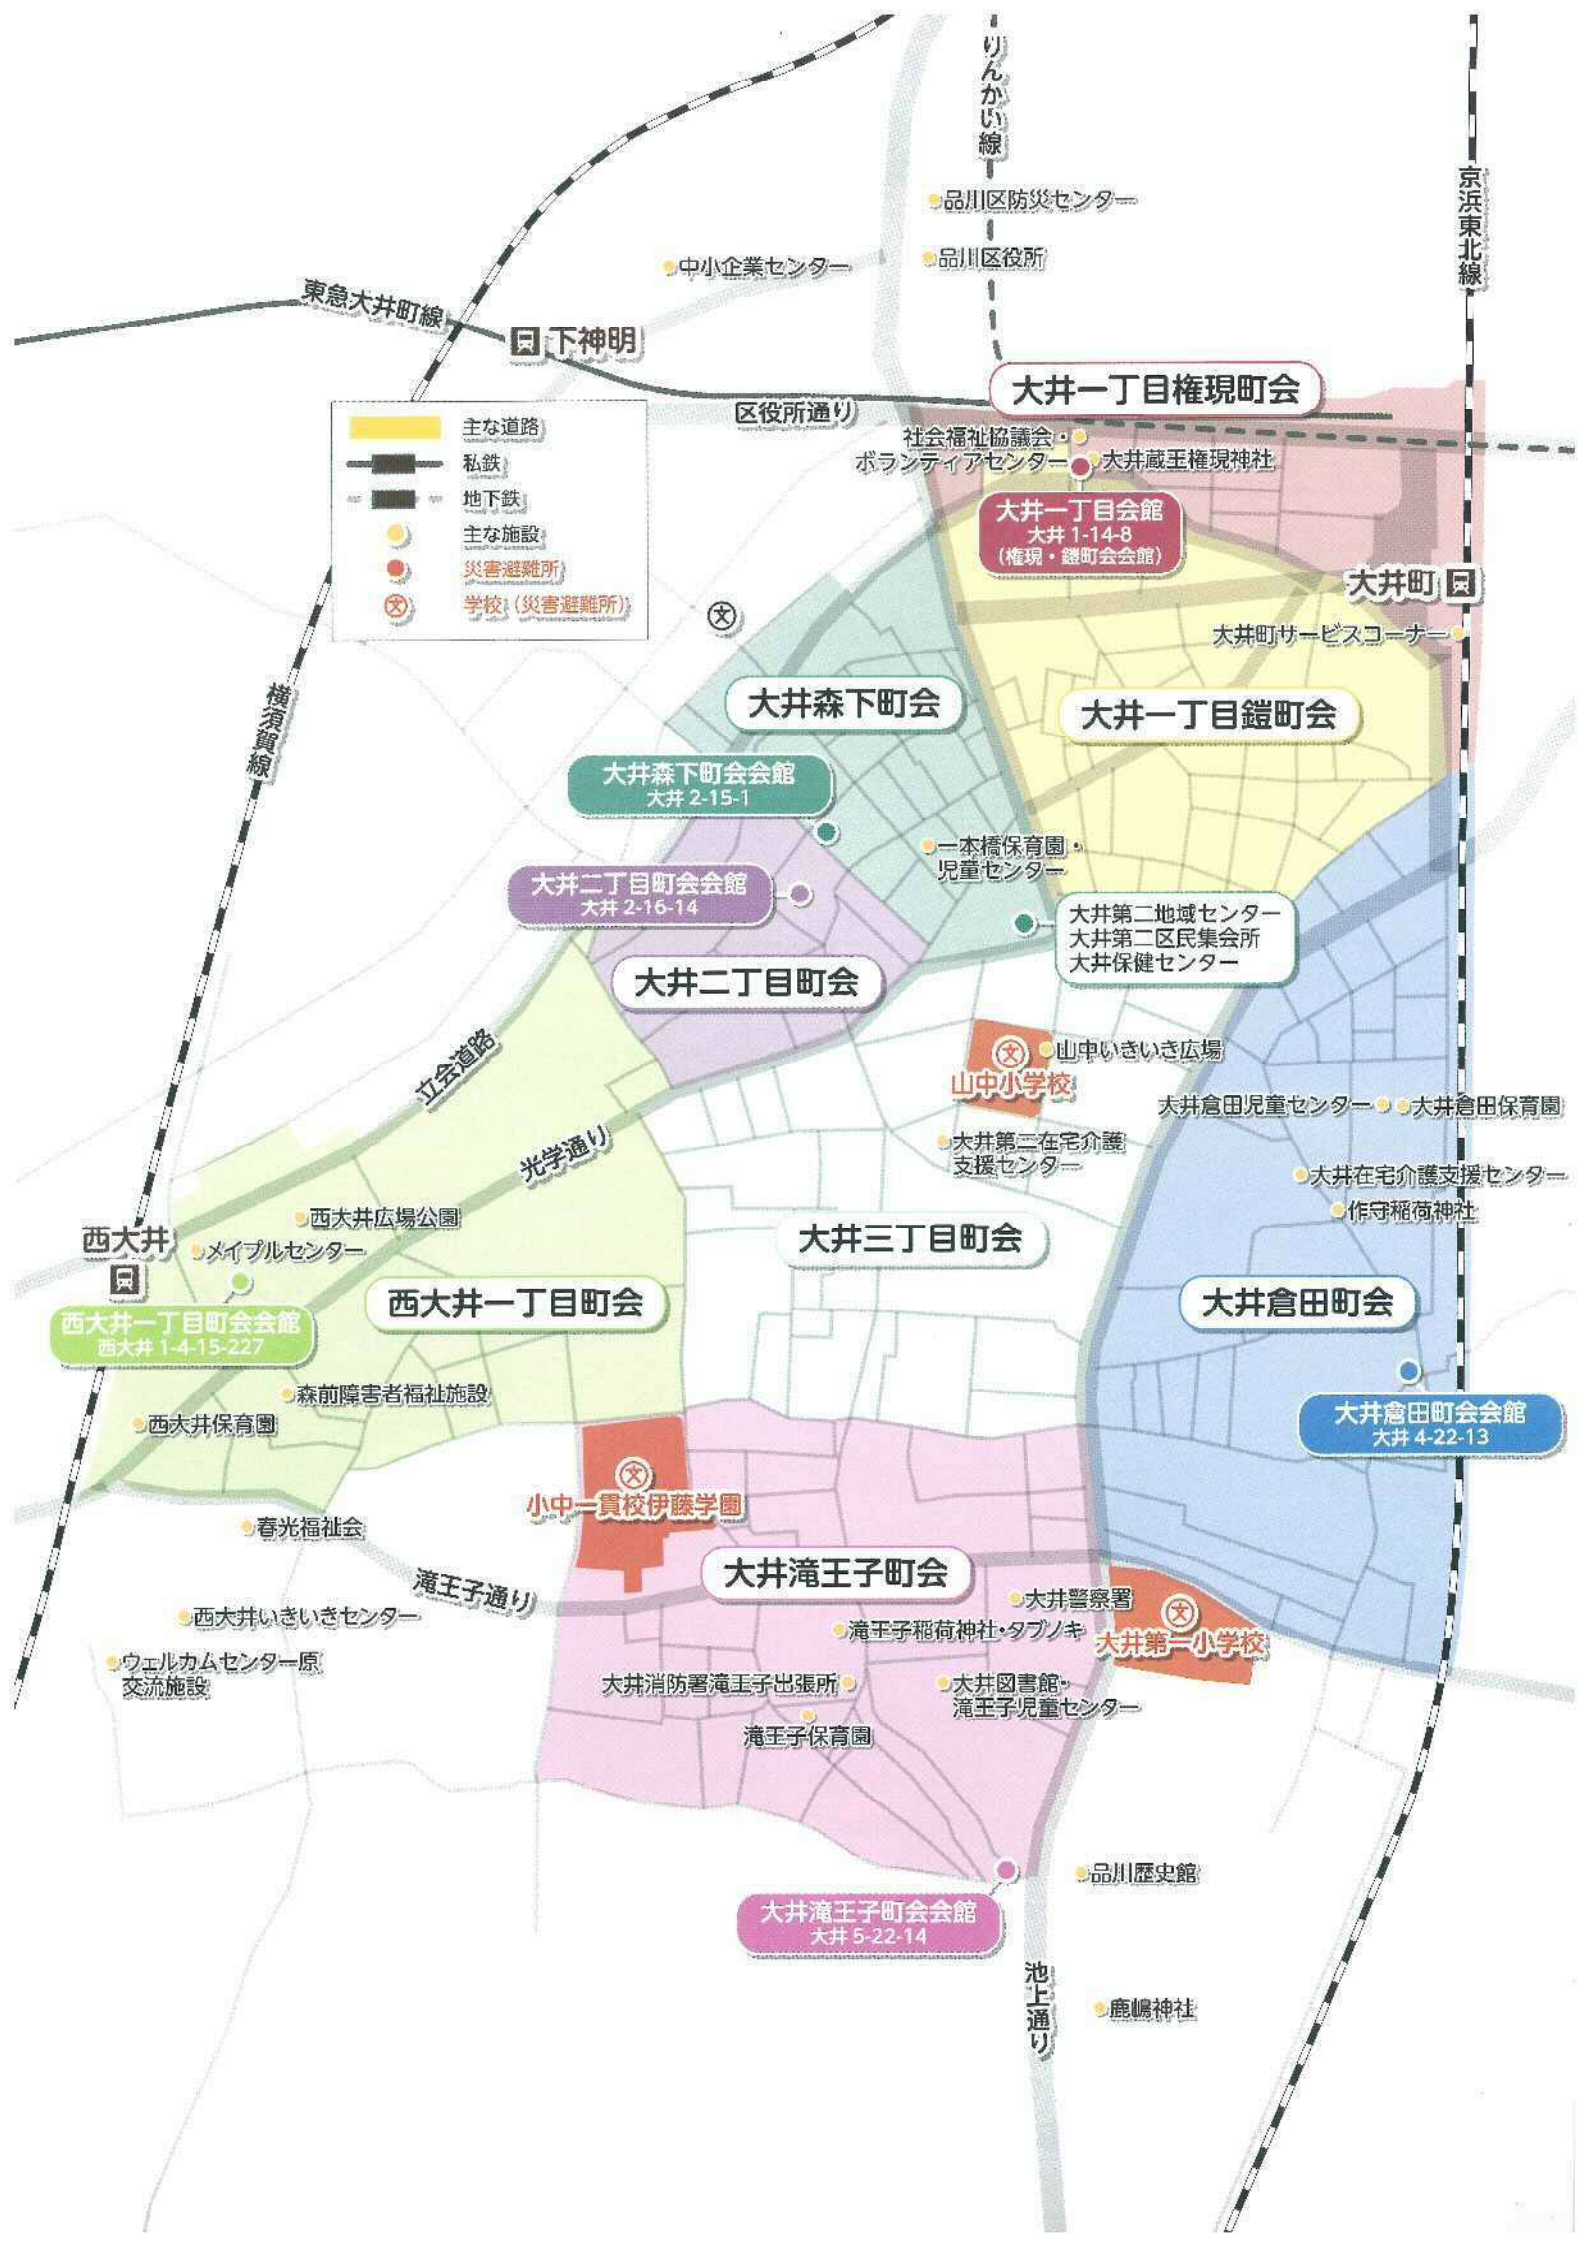 りんかい線
京浜東北線
品川区防災センター
中小企業センター
品川区役所
東急大井町線
下神明
大井一丁目権現町会
区役所通り
主な道路
私鉄
地下鉄
主な施設
災害避難所
文
学校(災害避難所)
社会福祉協議会・
ボランティアセンター
大井蔵王権現神社
大井一丁目会館
大井 1-14-8
(権現・鎧町会会館)
大井町
文
大井町サービスコーナー
横須賀線
大井森下町会
大井一丁目鎧町会
大井森下町会会館
大井 2-15-1
一本橋保育園・
児童センター
大井二丁目町会会館
大井 2-16-14
大井第二地域センター
大井第二区民集会所
大井保健センター
大井二丁目町会
立会道路
文
山中いきいき広場
山中小学校
大井倉田児童センター
大井倉田保育園
光学通り
大井第二在宅介護
支援センター
大井在宅介護支援センター
作守稲荷神社
西大井広場公園
西大井
メイプルセンター
大井三丁目町会
西大井一丁目町会
大井倉田町会
西大井一丁目町会会館
西大井 1-4-15-227
森前障害者福祉施設
西大井保育園
大井倉田町会会館
大井 4-22-13
文
小中一貫校伊藤学園
春光福祉会
大井滝王子町会
滝王子通り
大井警察署
文
西大井いきいきセンター
滝王子稲荷神社・タブノキ
大井第一小学校
ウェルカムセンター原
交流施設
大井消防署滝王子出張所
大井図書館・
滝王子児童センター
滝王子保育園
品川歴史館
大井滝王子町会会館
大井 5-22-14
池上通り
鹿嶋神社